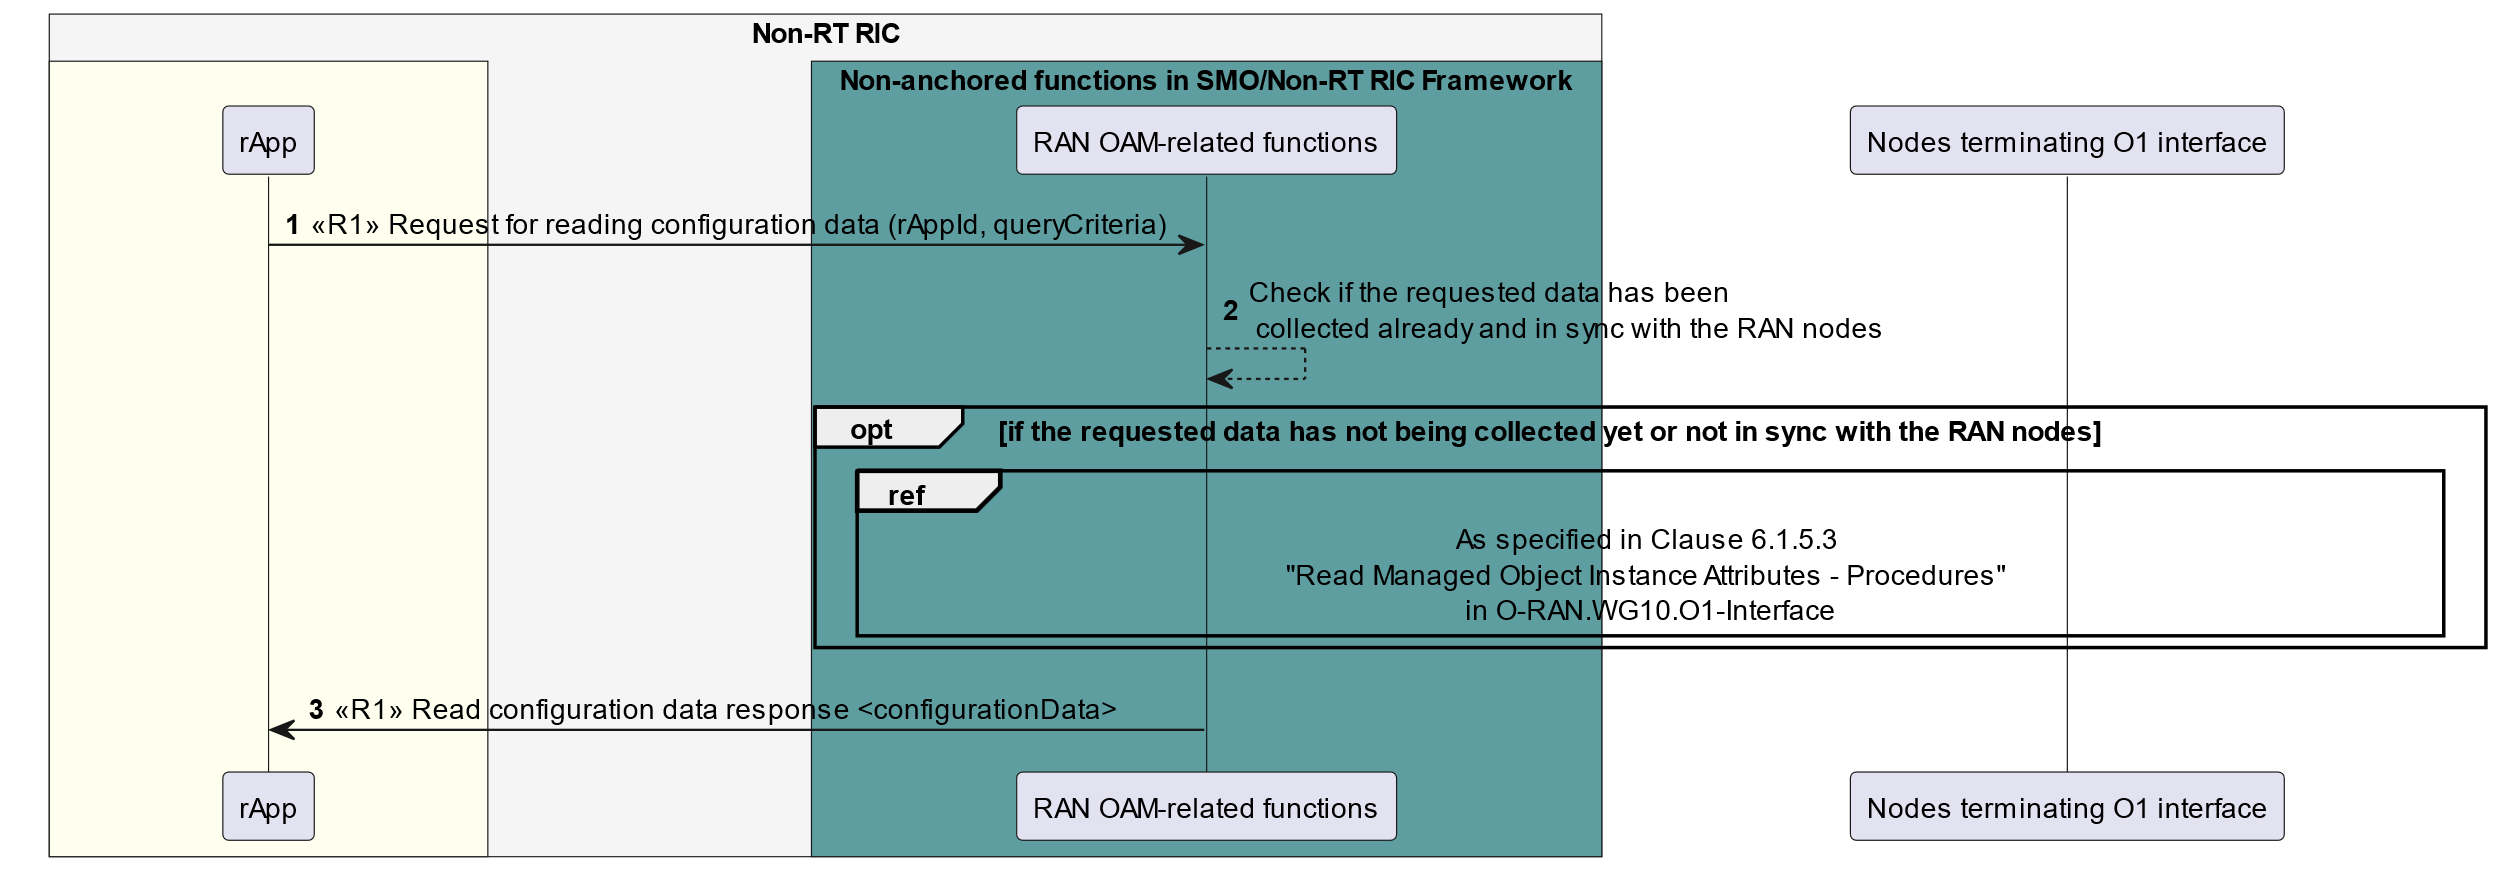 Non-RT RIC
Non-anchored functions in SMO/Non-RT RIC Framework
rApp
RAN OAM-related functions
Nodes terminating O1 interface
1 «R1» Request for reading configuration data (rAppId, queryCriteria)
2 Check if the requested data has been
collected already and in sync with the RAN nodes
opt [if the requested data has not being collected yet or not in sync with the RAN nodes]
ref
As specified in Clause 6.1.5.3
"Read Managed Object Instance Attributes - Procedures"
in O-RAN.WG10.O1-Interface
3 «R1» Read configuration data response <configurationData>
rApp
RAN OAM-related functions
Nodes terminating O1 interface